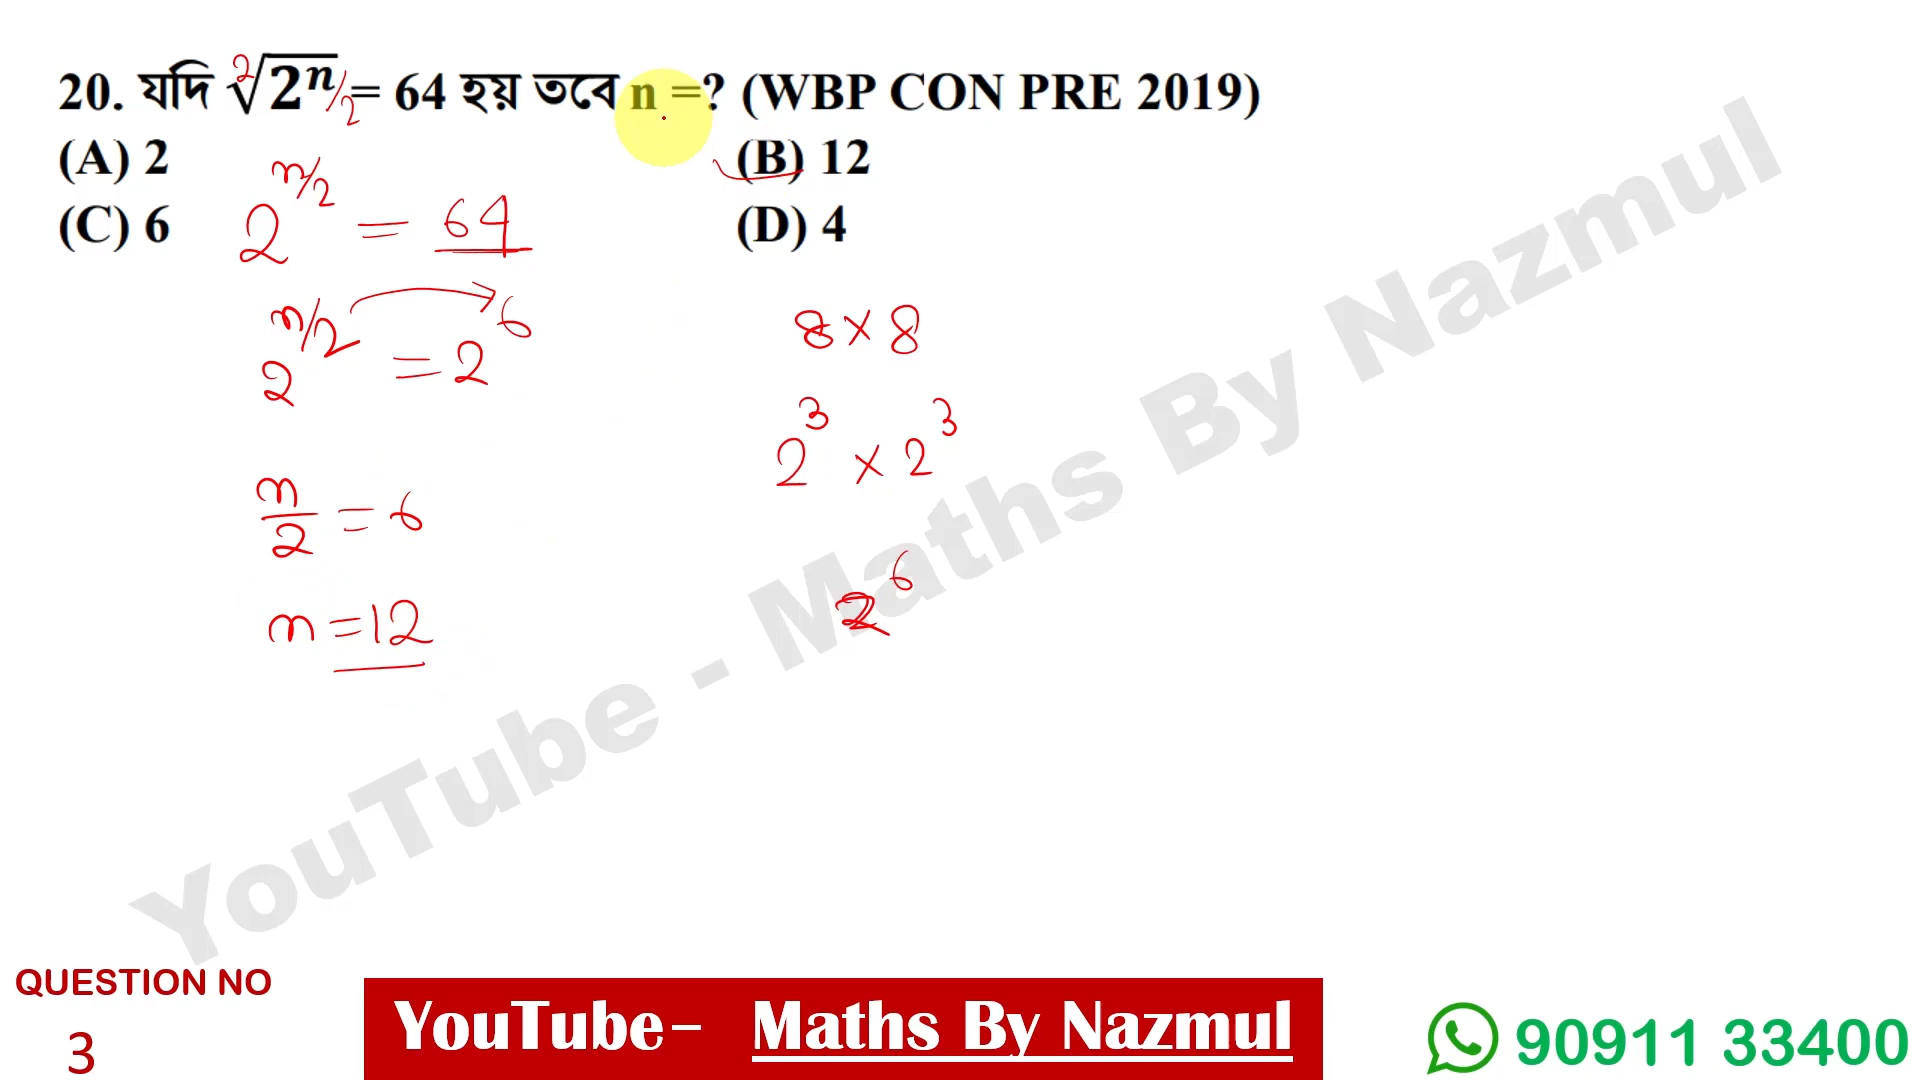 20. যদি ²√2ⁿ 1/2 = 64 হয় তবে n =? (WBP CON PRE 2019)
(A) 2 (B) 12
(C) 6 (D) 4
2^n/2 = 64
2^n/2 = 2^6
n/2 = 6
n = 12
8 × 8
2³ × 2³
2⁶
YouTube - Maths By Nazmul
QUESTION NO
3
YouTube- Maths By Nazmul
90911 33400